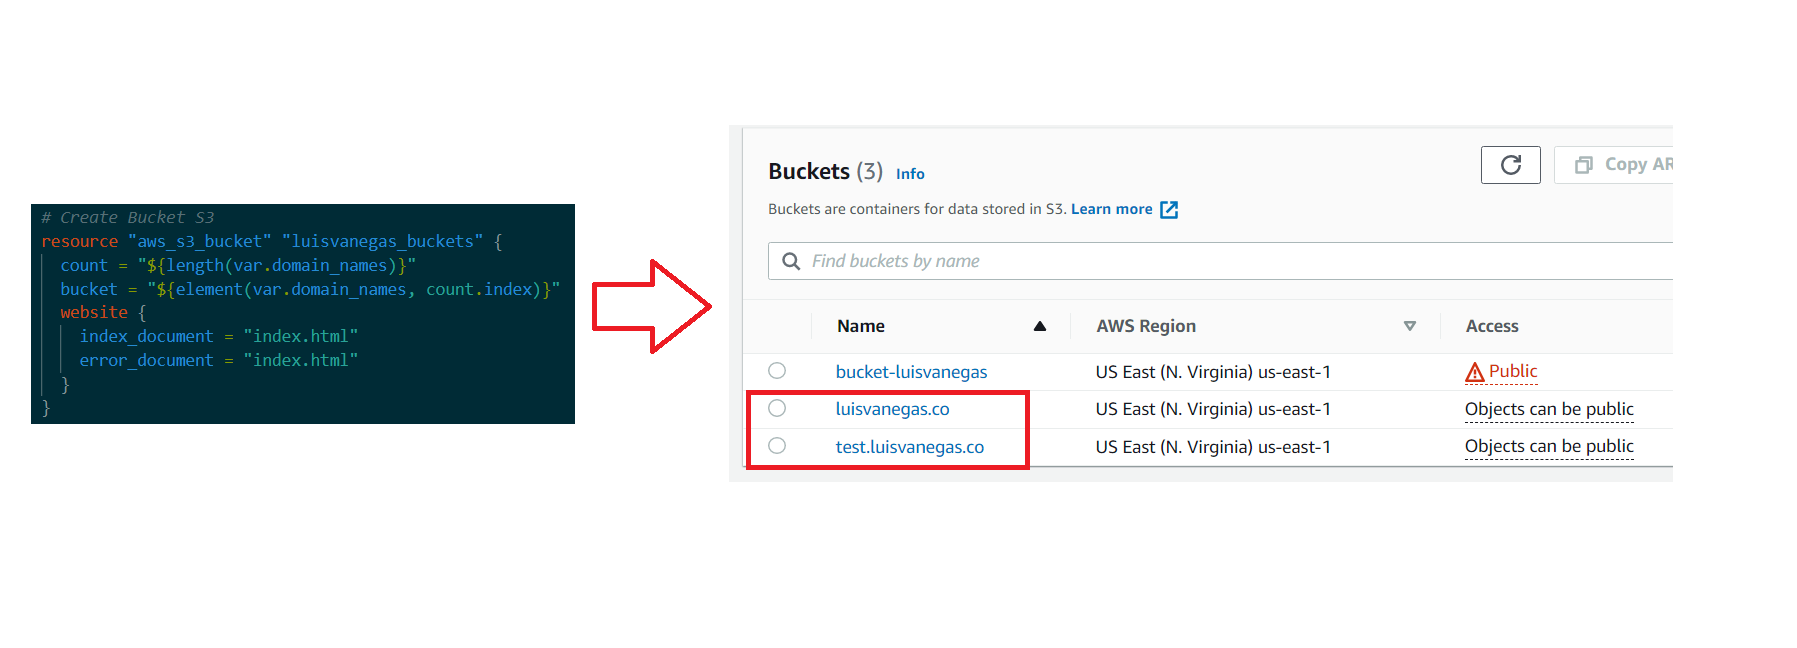 # Create Bucket S3
resource "aws_s3_bucket" "luisvanegas_buckets" {
count = "${length(var.domain_names)}"
bucket = "${element(var.domain_names, count.index)}"
website {
index_document = "index.html"
error_document = "index.html"
}
}
Buckets (3) Info
Copy AR
Buckets are containers for data stored in S3. Learn more
Find buckets by name
Name AWS Region Access
bucket-luisvanegas US East (N. Virginia) us-east-1 Public
luisvanegas.co US East (N. Virginia) us-east-1 Objects can be public
test.luisvanegas.co US East (N. Virginia) us-east-1 Objects can be public